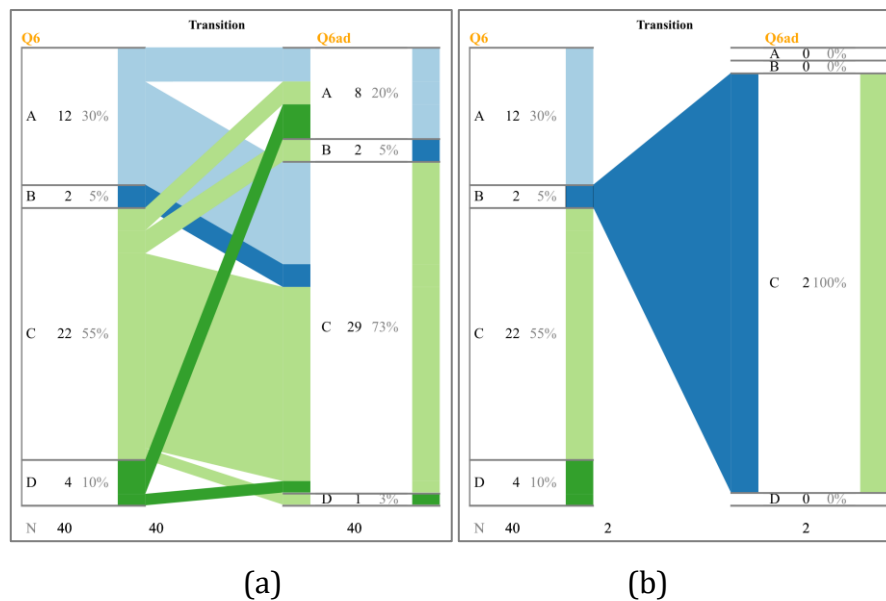 Transition
Q6 Q6ad
A 12 30%
B 2 5%
C 22 55%
D 4 10%
A 8 20%
B 2 5%
C 29 73%
D 1 3%
N 40 40 40
(a)
Transition
Q6 Q6ad
A 12 30%
B 2 5%
C 22 55%
D 4 10%
A 0 0%
B 0 0%
C 2 100%
D 0 0%
N 40 2 2
(b)